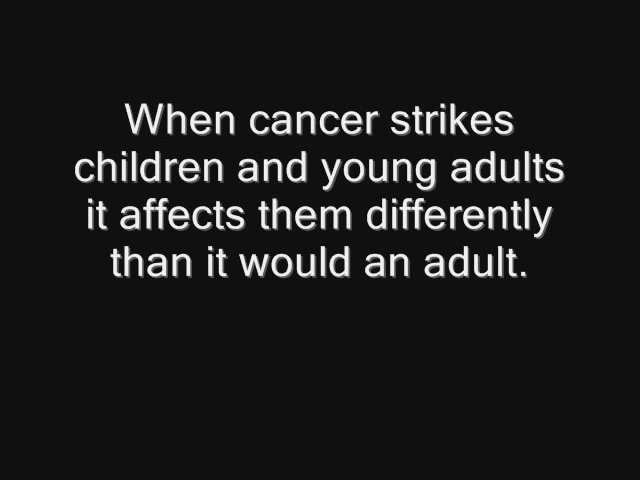 When cancer strikes
children and young adults
it affects them differently
than it would an adult.